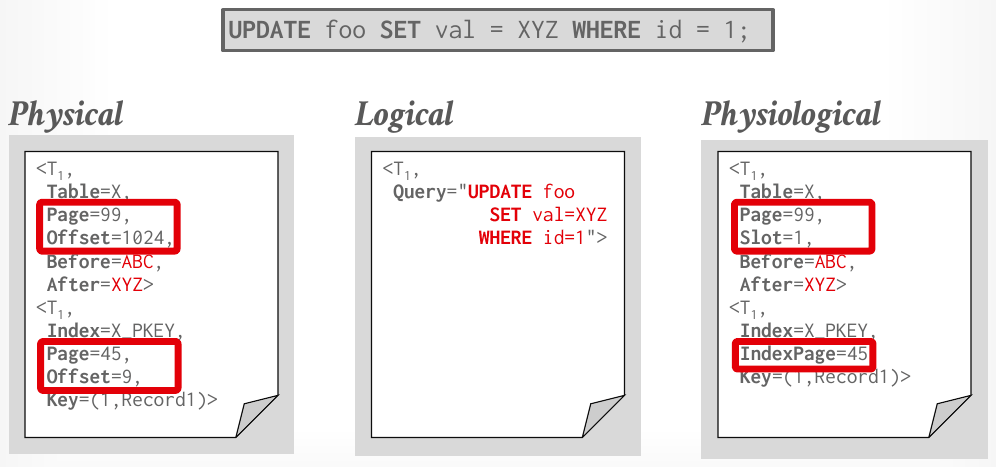 UPDATE foo SET val = XYZ WHERE id = 1;
Physical
<T1,
Table=X,
Page=99,
Offset=1024,
Before=ABC,
After=XYZ>
<T1,
Index=X_PKEY,
Page=45,
Offset=9,
Key=(1,Record1)>
Logical
<T1,
Query="UPDATE foo
SET val=XYZ
WHERE id=1">
Physiological
<T1,
Table=X,
Page=99,
Slot=1,
Before=ABC,
After=XYZ>
<T1,
Index=X_PKEY,
IndexPage=45
Key=(1,Record1)>